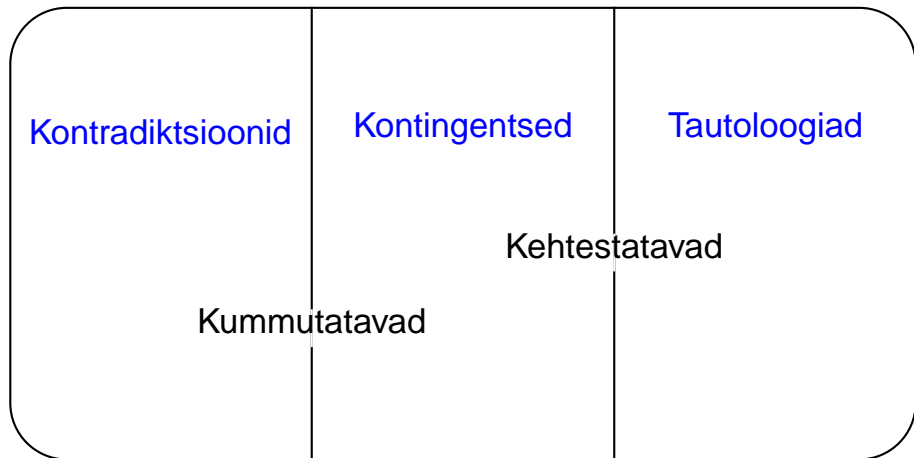 Kontradiktsioonid
Kontingentsed
Tautoloogiad
Kehtestatavad
Kummutatavad